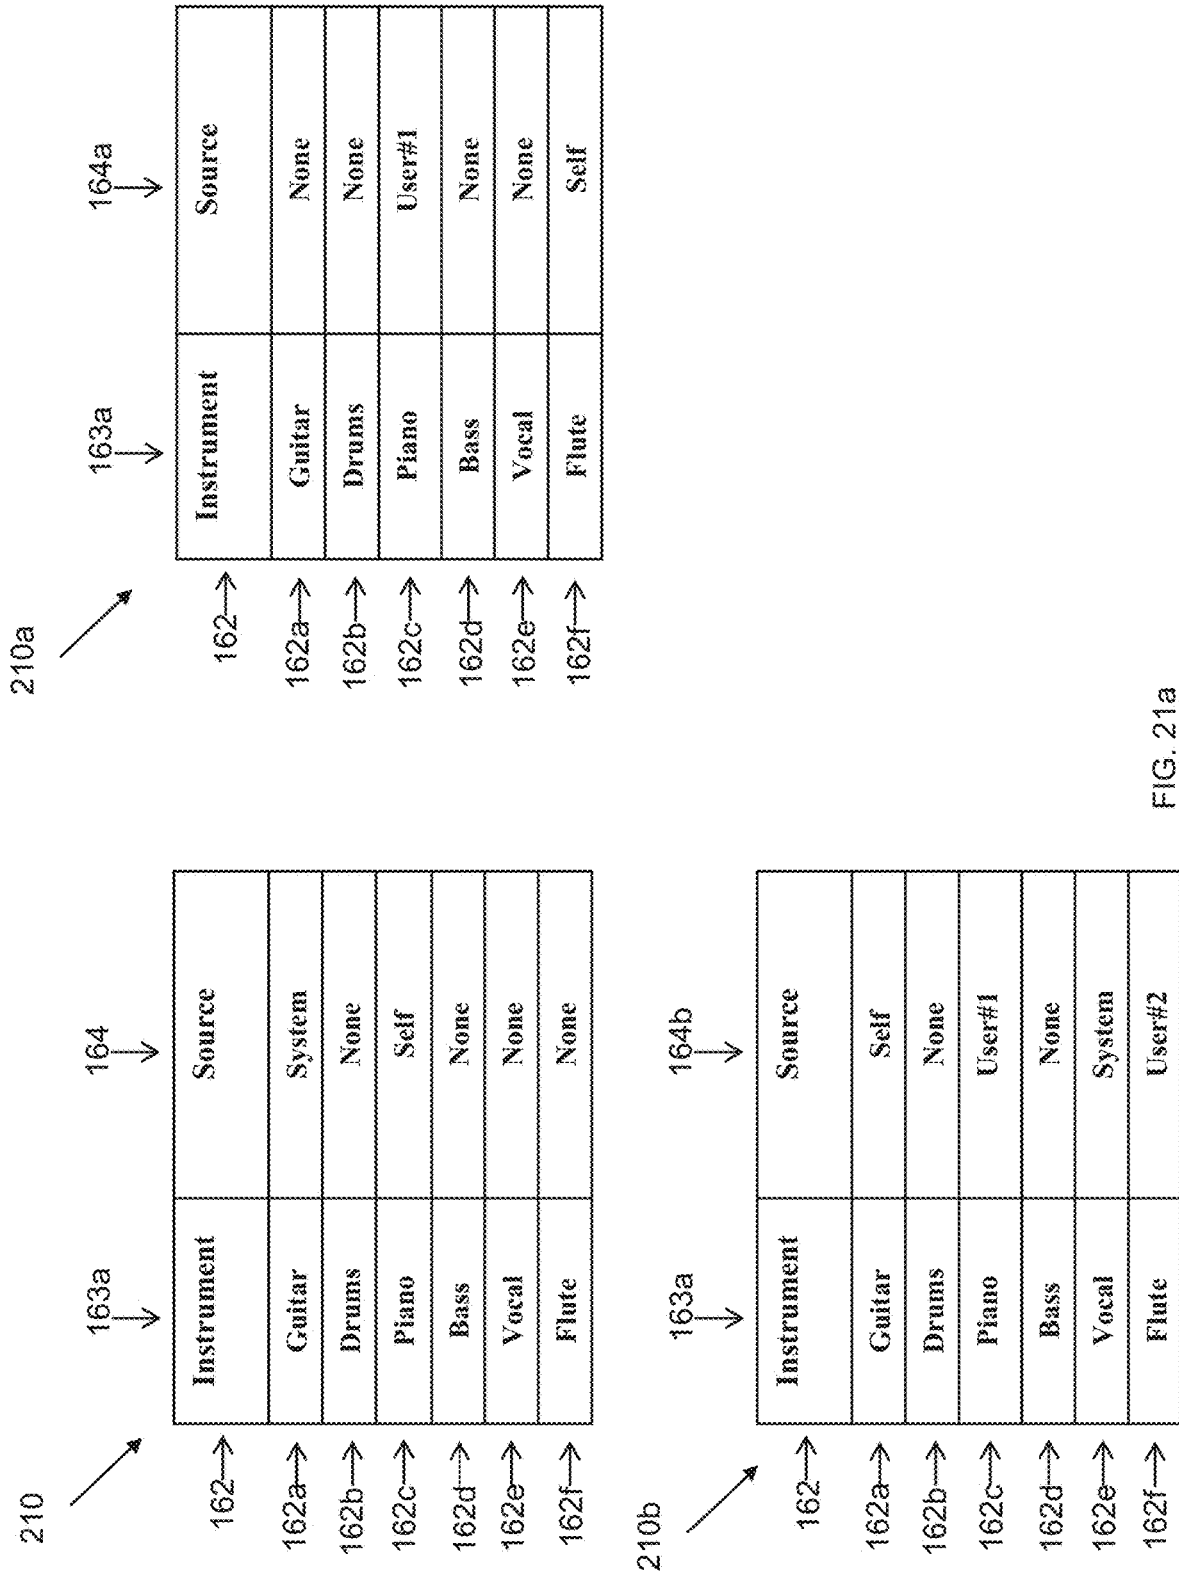 210
163a 164
162 Instrument Source
162a Guitar System
162b Drums None
162c Piano Self
162d Bass None
162e Vocal None
162f Flute None
210a
163a 164a
162 Instrument Source
162a Guitar None
162b Drums None
162c Piano User#1
162d Bass None
162e Vocal None
162f Flute Self
210b
163a 164b
162 Instrument Source
162a Guitar Self
162b Drums None
162c Piano User#1
162d Bass None
162e Vocal System
162f Flute User#2
FIG. 21a